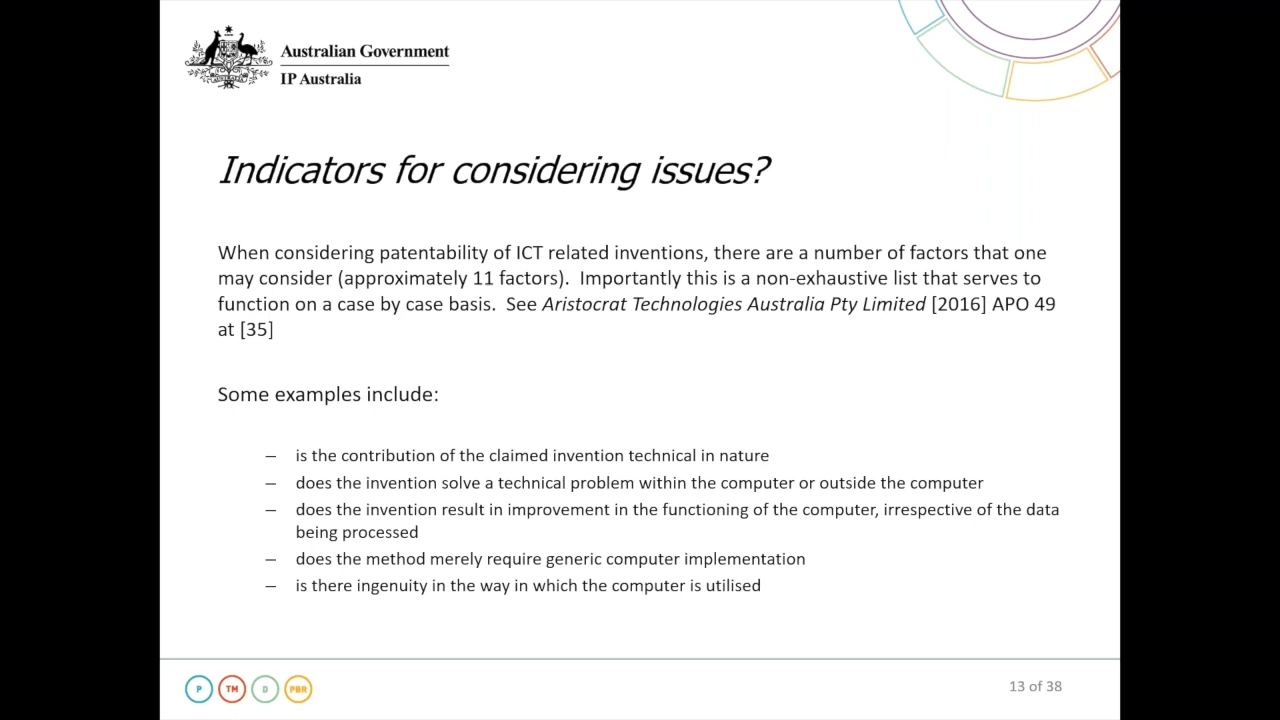 Australian Government
IP Australia
Indicators for considering issues?
When considering patentability of ICT related inventions, there are a number of factors that one
may consider (approximately 11 factors).  Importantly this is a non-exhaustive list that serves to
function on a case by case basis.  See Aristocrat Technologies Australia Pty Limited [2016] APO 49
at [35]
Some examples include:
– is the contribution of the claimed invention technical in nature
– does the invention solve a technical problem within the computer or outside the computer
– does the invention result in improvement in the functioning of the computer, irrespective of the data
being processed
– does the method merely require generic computer implementation
– is there ingenuity in the way in which the computer is utilised
P TM D PBR
13 of 38